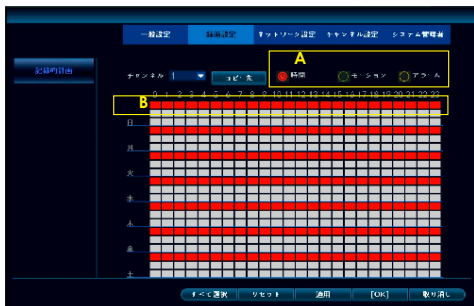 一般設定 録画設定 ネットワーク設定 チャンネル設定 システム管理者
A
記録時録画
チャンネル 1 コピー先 時間 モーション アラーム
0 1 2 3 4 5 6 7 8 9 10 11 12 13 14 15 16 17 18 19 20 21 22 23
B
日
月
火
水
木
金
土
すべて選択 リセット 適用 [OK] 取り消し